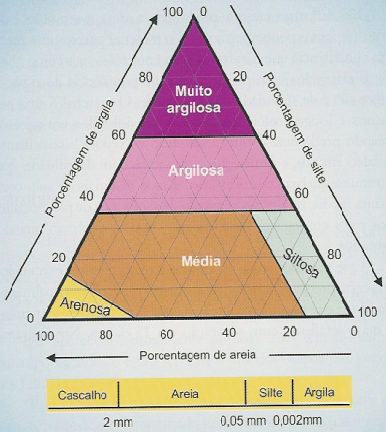 100 0
80 20
Muito
argilosa
Porcentagem de argila
Porcentagem de silte
60 40
Argilosa
40 60
20 80
Média
Siltosa
Arenosa
0 100
100 80 60 40 20 0
Porcentagem de areia
Cascalho Areia Silte Argila
2 mm 0,05 mm 0,002mm